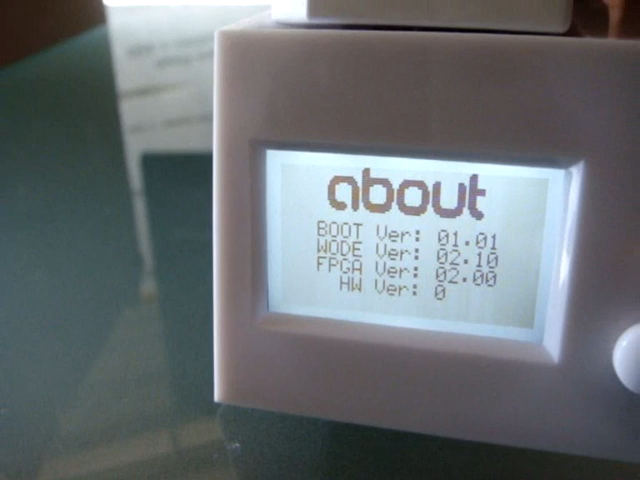 about
BOOT Ver: 01.01
WODE Ver: 02.10
FPGA Ver: 02.00
HW Ver: 0